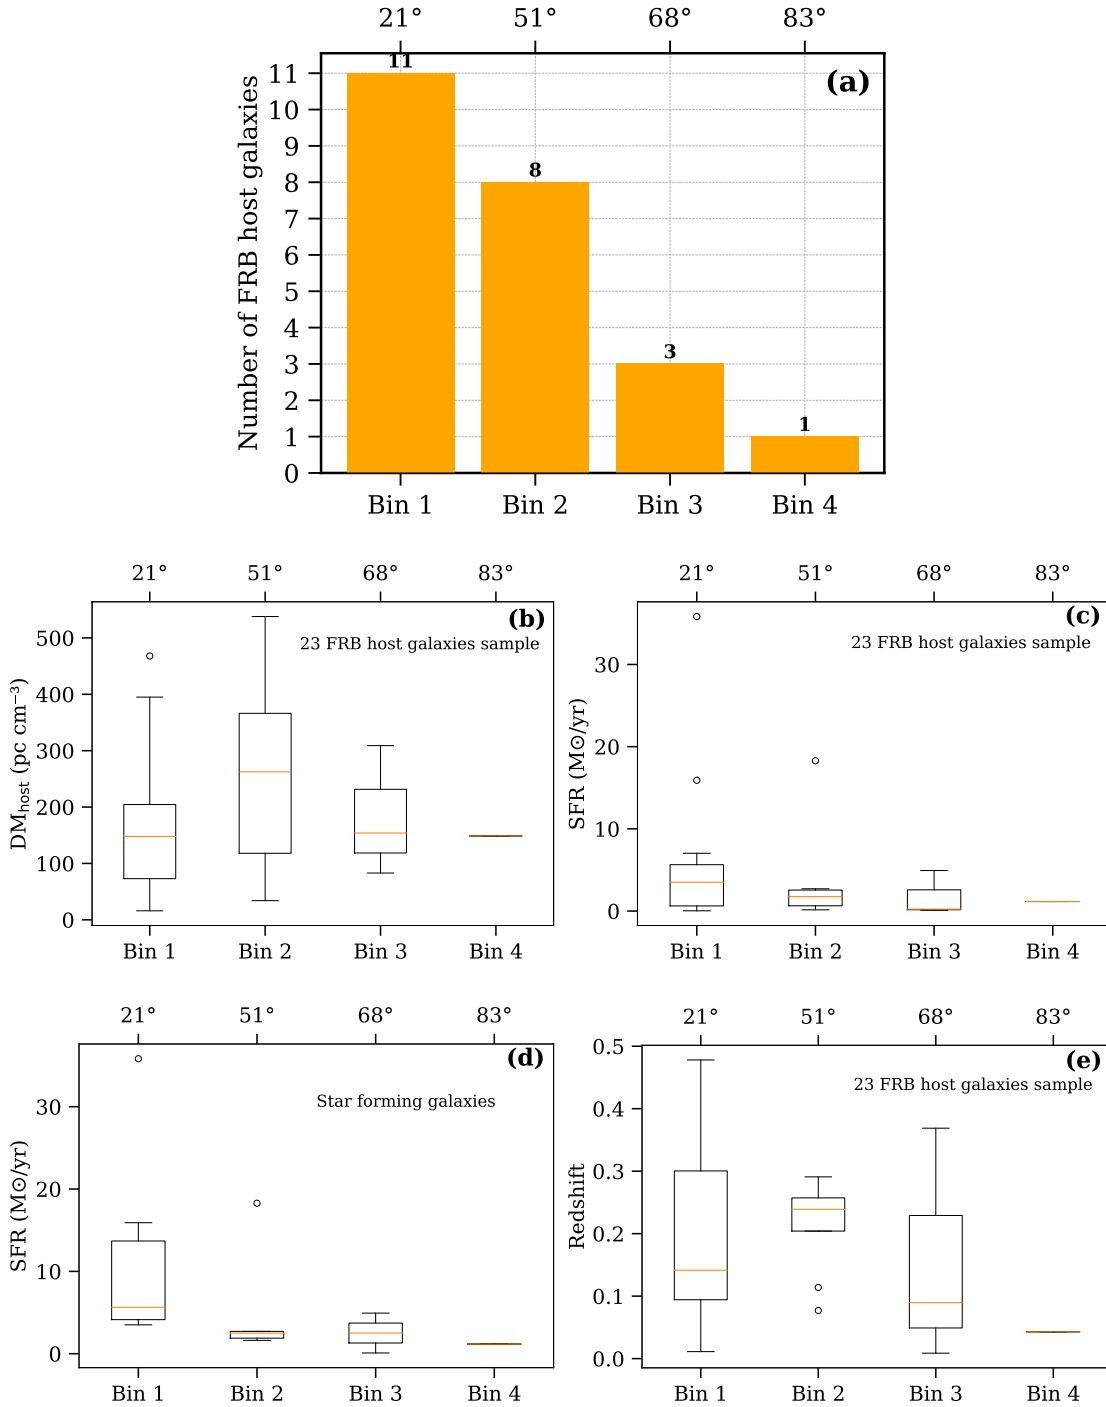 21° 51° 68° 83°
(a)
Number of FRB host galaxies
11
10
9
8
7
6
5
4
3
2
1
0
11
8
3
1
Bin 1 Bin 2 Bin 3 Bin 4
21° 51° 68° 83°
(b)
23 FRB host galaxies sample
DMhost (pc cm⁻³)
500
400
300
200
100
0
Bin 1 Bin 2 Bin 3 Bin 4
21° 51° 68° 83°
(c)
23 FRB host galaxies sample
SFR (M⊙/yr)
30
20
10
0
Bin 1 Bin 2 Bin 3 Bin 4
21° 51° 68° 83°
(d)
Star forming galaxies
SFR (M⊙/yr)
30
20
10
0
Bin 1 Bin 2 Bin 3 Bin 4
21° 51° 68° 83°
(e)
23 FRB host galaxies sample
Redshift
0.5
0.4
0.3
0.2
0.1
0.0
Bin 1 Bin 2 Bin 3 Bin 4